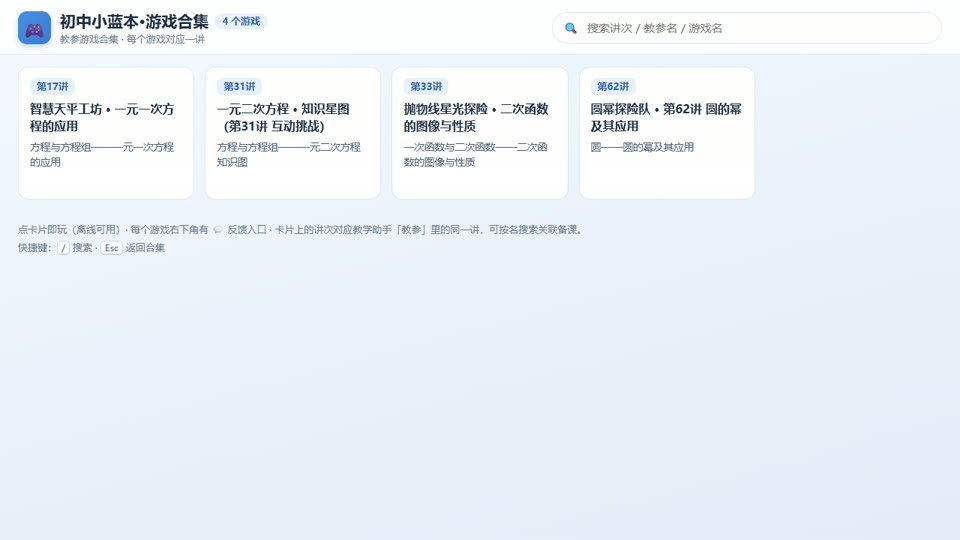 初中小蓝本•游戏合集 4 个游戏
教参游戏合集 · 每个游戏对应一讲
搜索讲次 / 教参名 / 游戏名
第17讲
智慧天平工坊 • 一元一次方
程的应用
方程与方程组——一元一次方程
的应用
第31讲
一元二次方程 • 知识星图
（第31讲 互动挑战）
方程与方程组——一元二次方程
知识图
第33讲
抛物线星光探险 • 二次函数
的图像与性质
一次函数与二次函数——二次函
数的图像与性质
第62讲
圆幂探险队 • 第62讲 圆的幂
及其应用
圆——圆的幂及其应用
点卡片即玩（离线可用）· 每个游戏右下角有 💬 反馈入口 · 卡片上的讲次对应教学助手「教参」里的同一讲，可按名搜索关联备课。
快捷键： / 搜索 · Esc 返回合集